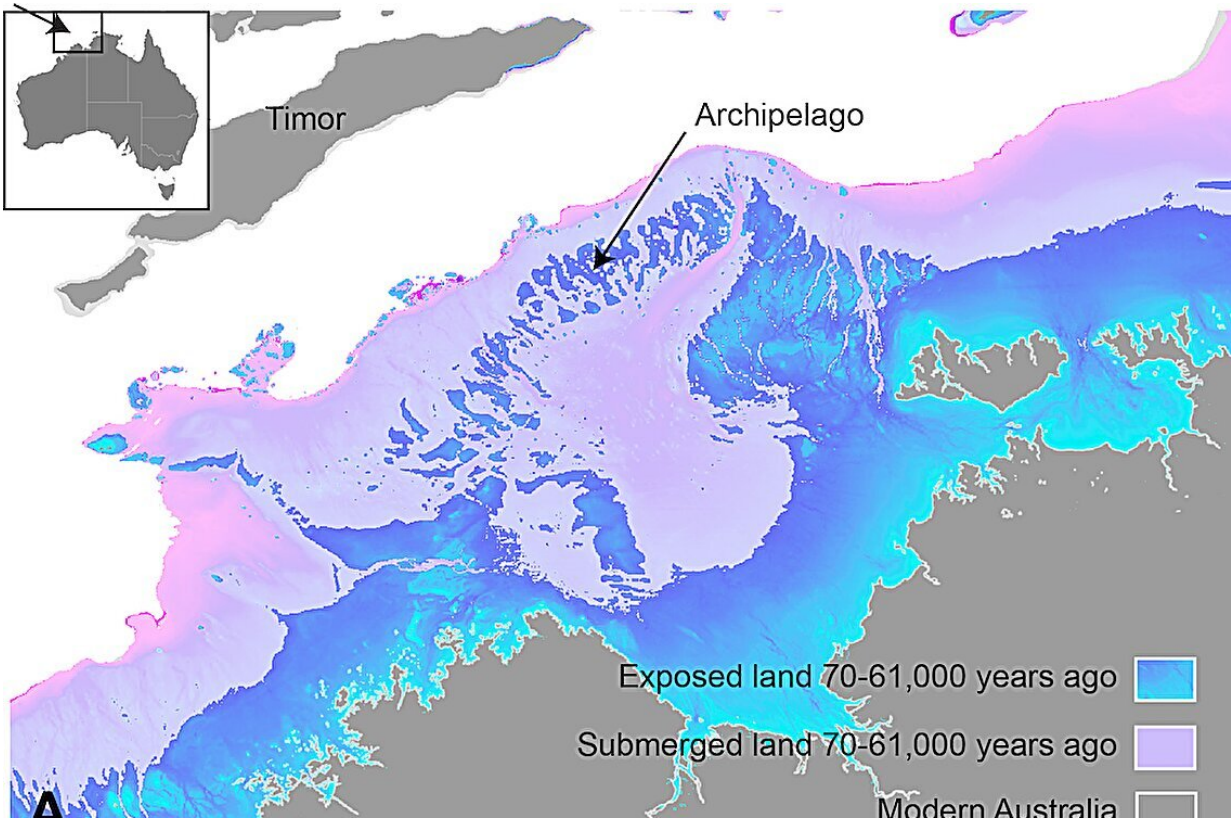 Timor
Archipelago
Exposed land 70-61,000 years ago
Submerged land 70-61,000 years ago
Modern Australia
A